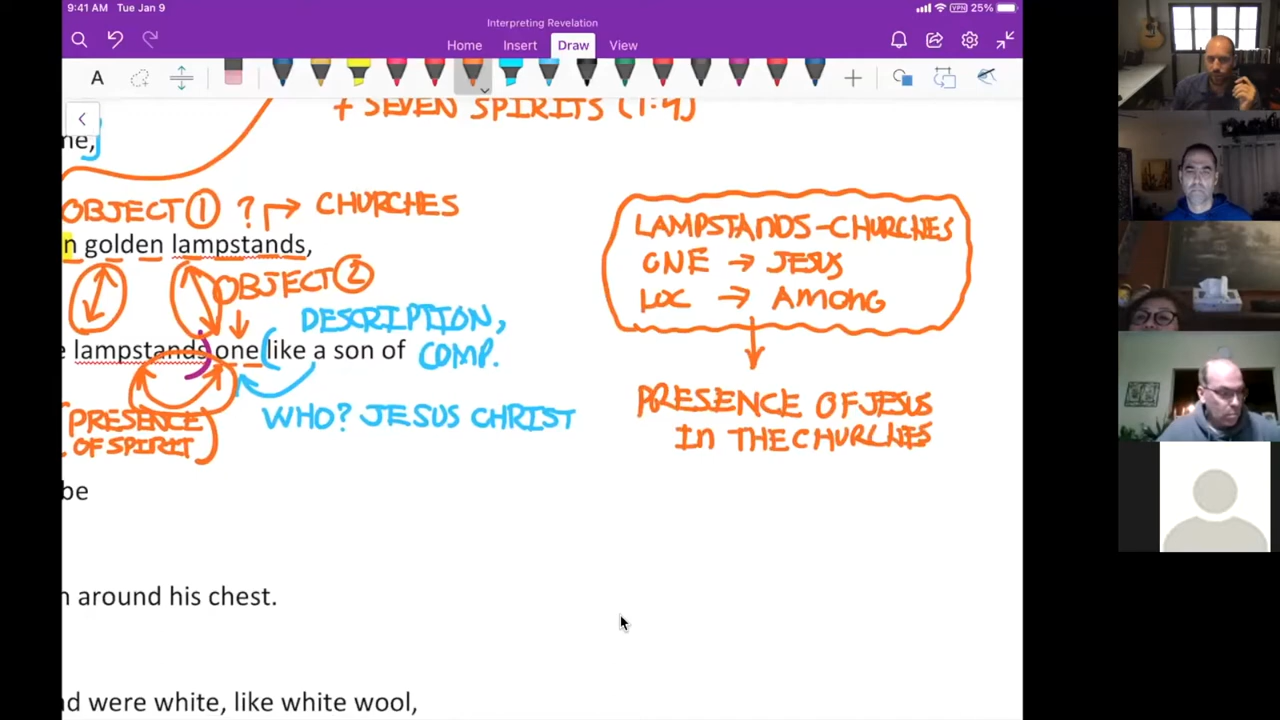 9:41 AM Tue Jan 9
VPN 25%
Interpreting Revelation
Home Insert Draw View
A
+ SEVEN SPIRITS (1:4)
ne,
OBJECT 1 ? → CHURCHES
n golden lampstands,
OBJECT 2
DESCRIPTION,
COMP.
e lampstands one like a son of
(PRESENCE
OF SPIRIT)
WHO? JESUS CHRIST
LAMPSTANDS-CHURCHES
ONE → JESUS
LOC → AMONG
PRESENCE OF JESUS
In THE CHURCHES
be
n around his chest.
nd were white, like white wool,